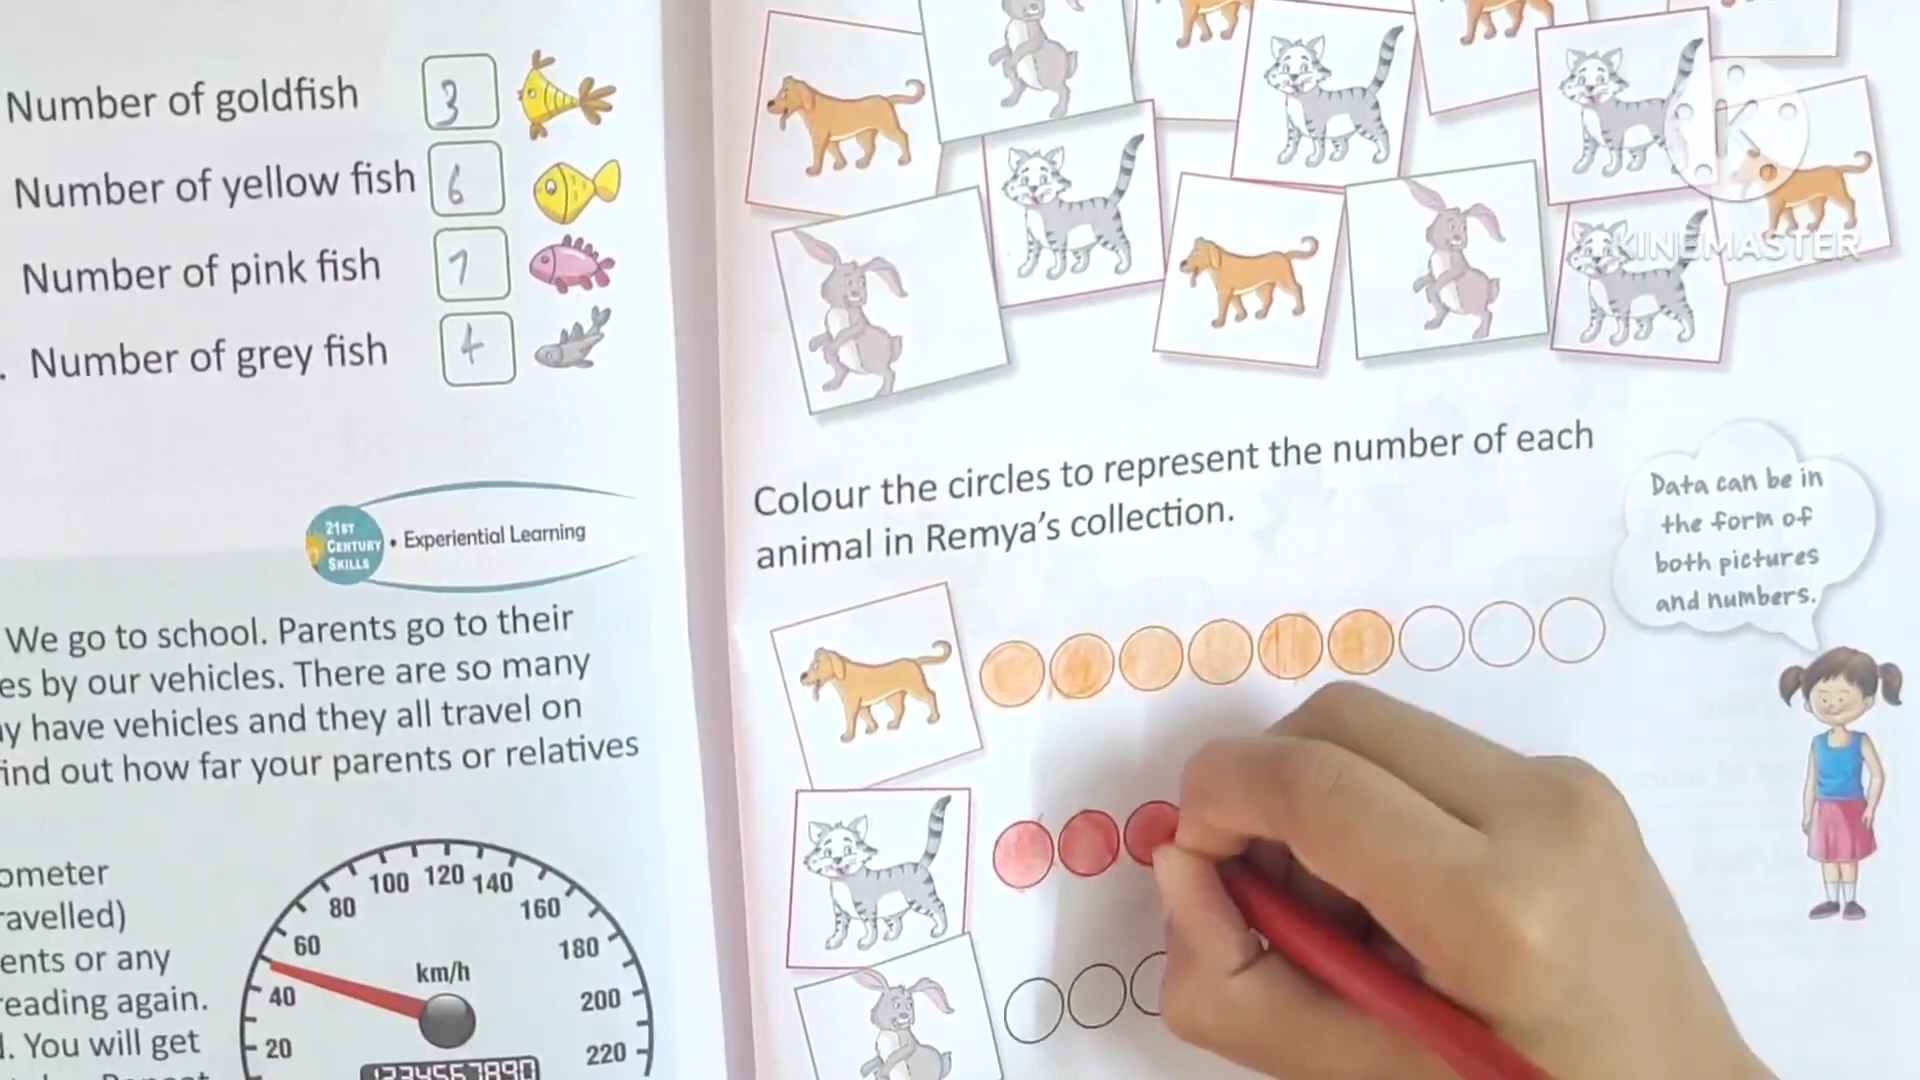 Number of goldfish 3
Number of yellow fish 6
Number of pink fish 7
. Number of grey fish 4
21ST
CENTURY
SKILLS
• Experiential Learning
We go to school. Parents go to their
es by our vehicles. There are so many
y have vehicles and they all travel on
ind out how far your parents or relatives
ometer
ravelled)
ents or any
reading again.
. You will get
20
40
60
80
100
120
140
160
180
200
220
km/h
1234567890
K
KINEMASTER
Colour the circles to represent the number of each
animal in Remya's collection.
Data can be in
the form of
both pictures
and numbers.